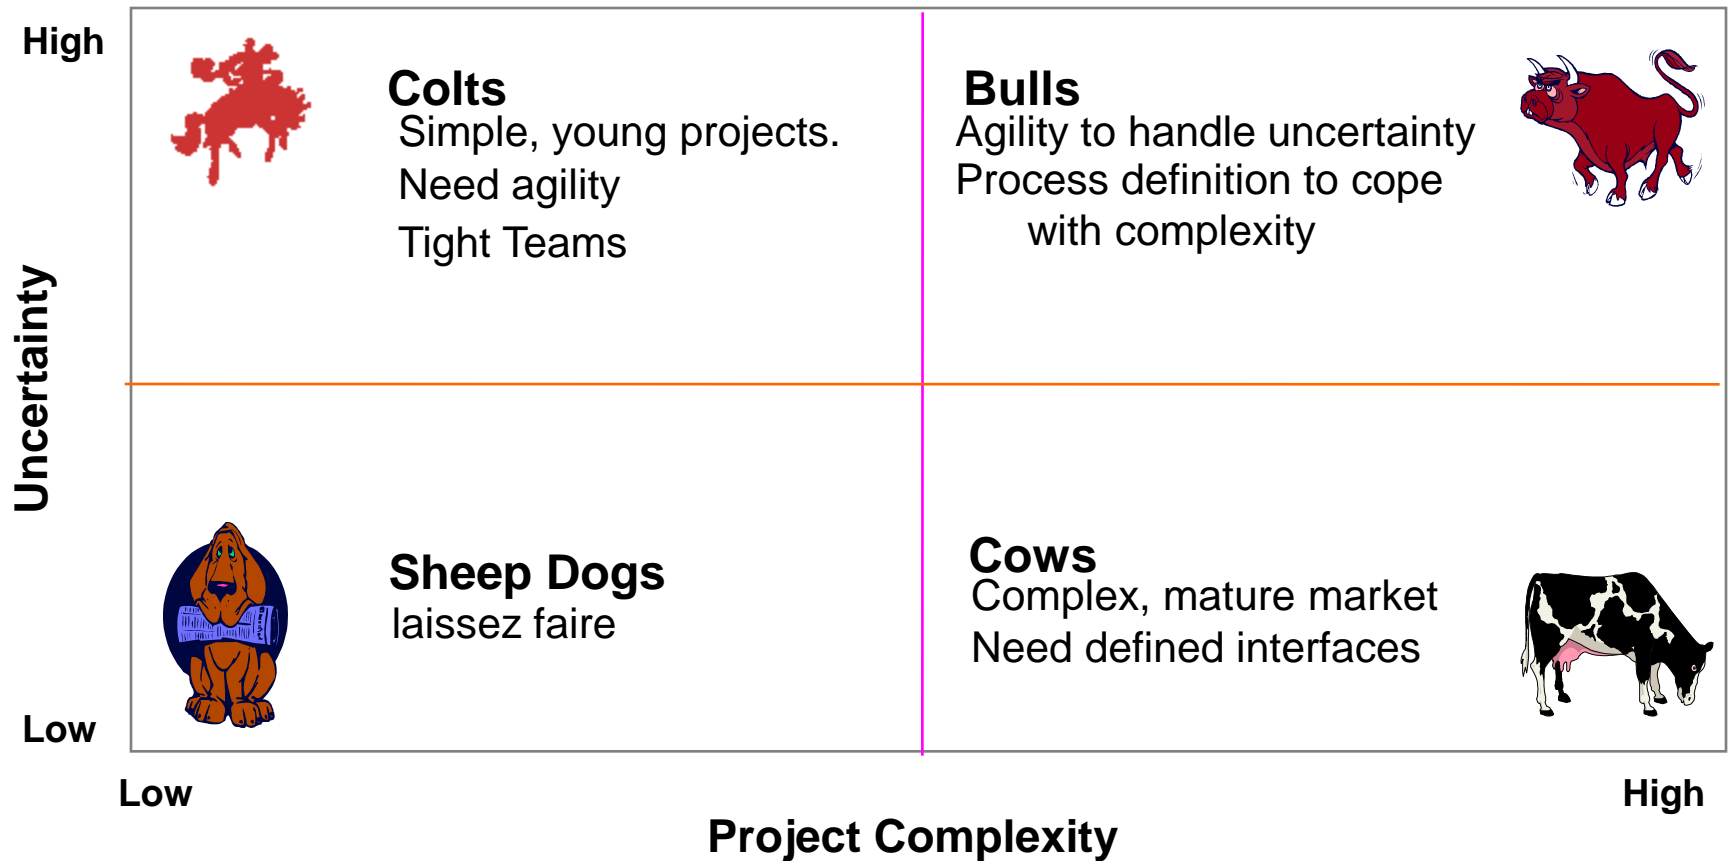 High
Colts
Simple, young projects.
Need agility
Tight Teams
Bulls
Agility to handle uncertainty
Process definition to cope
with complexity
Uncertainty
Sheep Dogs
laissez faire
Cows
Complex, mature market
Need defined interfaces
Low
Low
High
Project Complexity